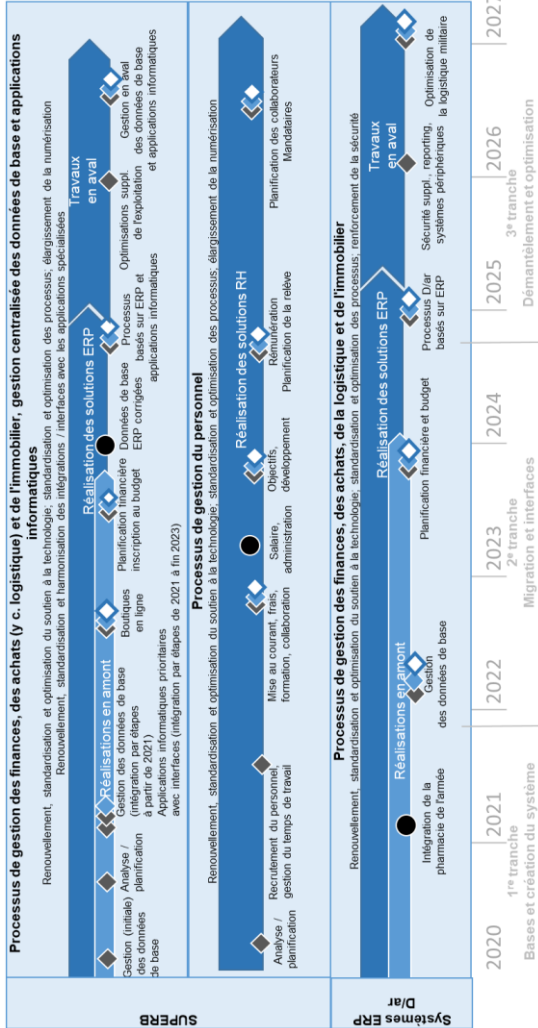 Processus de gestion des finances, des achats (y c. logistique) et de l'immobilier, gestion centralisée des données de base et applications
informatiques
Renouvellement, standardisation et optimisation du soutien à la technologie; standardisation et optimisation des processus; élargissement de la numérisation
Renouvellement, standardisation et harmonisation des intégrations / interfaces avec les applications spécialisées
Réalisations en amont
Réalisation des solutions ERP
Travaux
en aval
Gestion (initiale)
des données
de base
Analyse /
planification
Gestion des données de base
(intégration par étapes
à partir de 2021)
Applications informatiques prioritaires
avec interfaces (intégration par étapes de 2021 à fin 2023)
Boutiques
en ligne
Planification financière
inscription au budget
Données de base
ERP corrigées
Processus
basés sur ERP et
applications informatiques
Optimisations suppl.
de l'exploitation
Gestion en aval
des données de base
et applications informatiques
SUPERB
Processus de gestion du personnel
Renouvellement, standardisation et optimisation du soutien à la technologie; standardisation et optimisation des processus; élargissement de la numérisation
Réalisation des solutions RH
Analyse /
planification
Recrutement du personnel,
gestion du temps de travail
Mise au courant, frais,
formation, collaboration
Salaire,
administration
Objectifs,
développement
Rémunération
Planification de la relève
Planification des collaborateurs
Mandataires
Systèmes ERP
D/ar
Processus de gestion des finances, des achats, de la logistique et de l'immobilier
Renouvellement, standardisation et optimisation du soutien à la technologie; standardisation et optimisation des processus; renforcement de la sécurité
Réalisations en amont
Réalisation des solutions ERP
Travaux
en aval
Intégration de la
pharmacie de l'armée
Gestion
des données de base
Planification financière et budget
Processus D/ar
basés sur ERP
Sécurité suppl., reporting,
systèmes périphériques
Optimisation de
la logistique militaire
2020 2021 2022 2023 2024 2025 2026 2027
1re tranche
Bases et création du système
2e tranche
Migration et interfaces
3e tranche
Démantèlement et optimisation